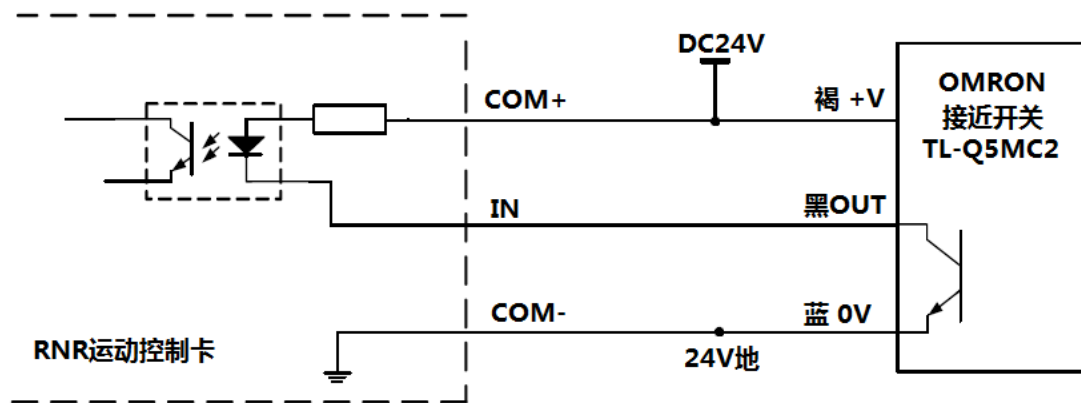 DC24V
COM+
褐 +V
OMRON
接近开关
TL-Q5MC2
IN
黑OUT
COM-
蓝 0V
24V地
RNR运动控制卡